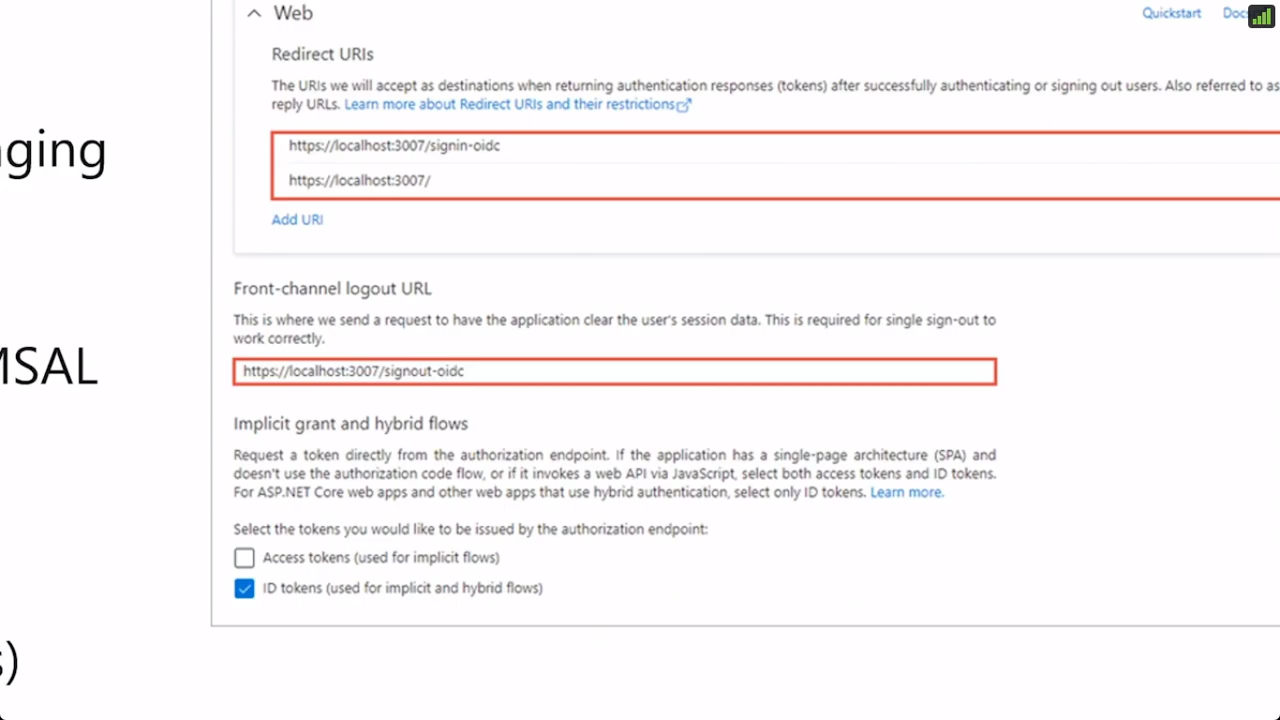 Web
Quickstart
Redirect URIs
The URIs we will accept as destinations when returning authentication responses (tokens) after successfully authenticating or signing out users. Also referred to as
reply URLs. Learn more about Redirect URIs and their restrictions
https://localhost:3007/signin-oidc
https://localhost:3007/
Add URI
Front-channel logout URL
This is where we send a request to have the application clear the user's session data. This is required for single sign-out to
work correctly.
https://localhost:3007/signout-oidc
MSAL
Implicit grant and hybrid flows
Request a token directly from the authorization endpoint. If the application has a single-page architecture (SPA) and
doesn't use the authorization code flow, or if it invokes a web API via JavaScript, select both access tokens and ID tokens.
For ASP.NET Core web apps and other web apps that use hybrid authentication, select only ID tokens. Learn more.
Select the tokens you would like to be issued by the authorization endpoint:
Access tokens (used for implicit flows)
ID tokens (used for implicit and hybrid flows)